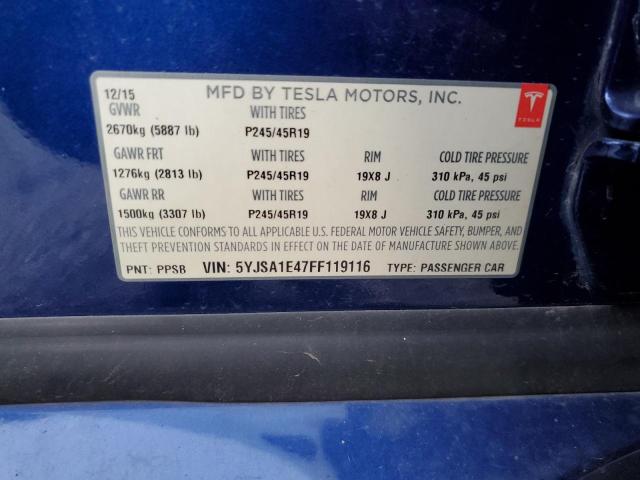 12/15 MFD BY TESLA MOTORS, INC.
GVWR WITH TIRES
2670kg (5887 lb) P245/45R19
TESLA
GAWR FRT WITH TIRES RIM COLD TIRE PRESSURE
1276kg (2813 lb) P245/45R19 19X8 J 310 kPa, 45 psi
GAWR RR WITH TIRES RIM COLD TIRE PRESSURE
1500kg (3307 lb) P245/45R19 19X8 J 310 kPa, 45 psi
THIS VEHICLE CONFORMS TO ALL APPLICABLE U.S. FEDERAL MOTOR VEHICLE SAFETY, BUMPER, AND
THEFT PREVENTION STANDARDS IN EFFECT ON THE DATE OF MANUFACTURE SHOWN ABOVE.
PNT: PPSB VIN: 5YJSA1E47FF119116 TYPE: PASSENGER CAR